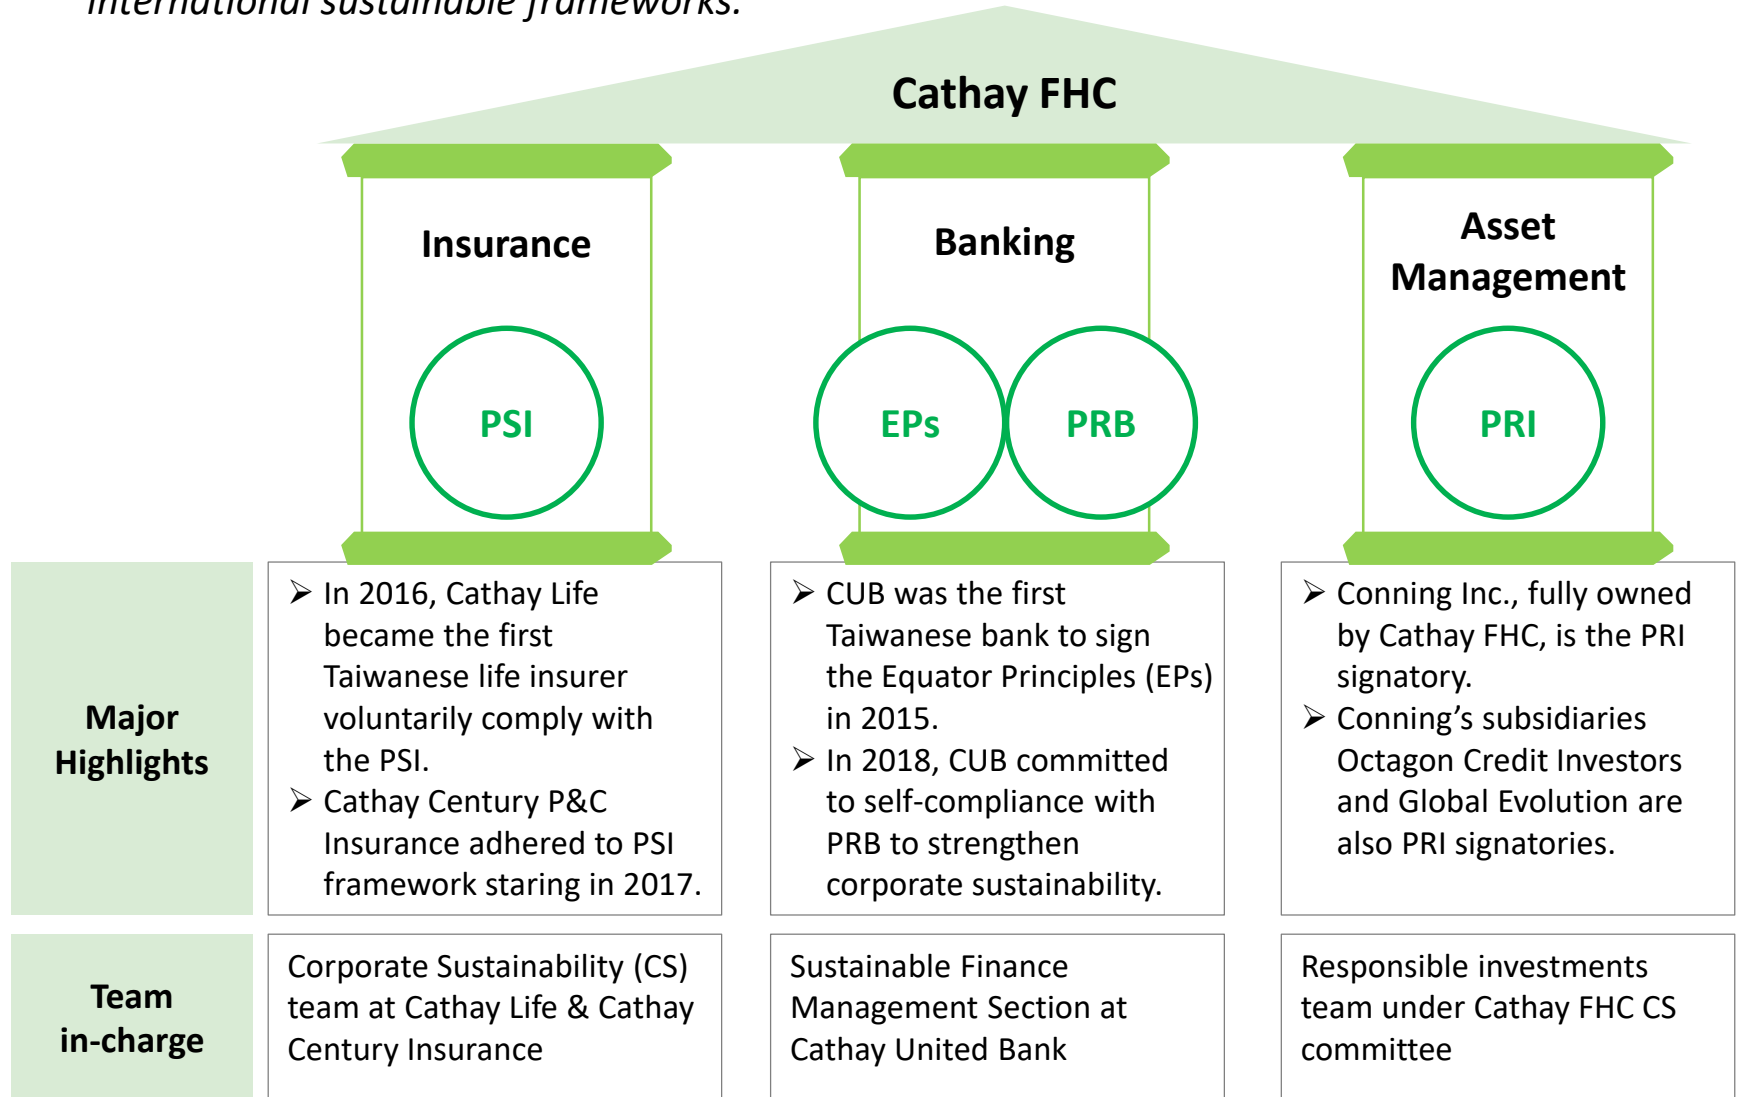 international sustainable frameworks.
Cathay FHC
Insurance
Banking
Asset
Management
PSI
EPs
PRB
PRI
Major
Highlights
➢ In 2016, Cathay Life
became the first
Taiwanese life insurer
voluntarily comply with
the PSI.
➢ Cathay Century P&C
Insurance adhered to PSI
framework staring in 2017.
➢ CUB was the first
Taiwanese bank to sign
the Equator Principles (EPs)
in 2015.
➢ In 2018, CUB committed
to self-compliance with
PRB to strengthen
corporate sustainability.
➢ Conning Inc., fully owned
by Cathay FHC, is the PRI
signatory.
➢ Conning’s subsidiaries
Octagon Credit Investors
and Global Evolution are
also PRI signatories.
Team
in-charge
Corporate Sustainability (CS)
team at Cathay Life & Cathay
Century Insurance
Sustainable Finance
Management Section at
Cathay United Bank
Responsible investments
team under Cathay FHC CS
committee